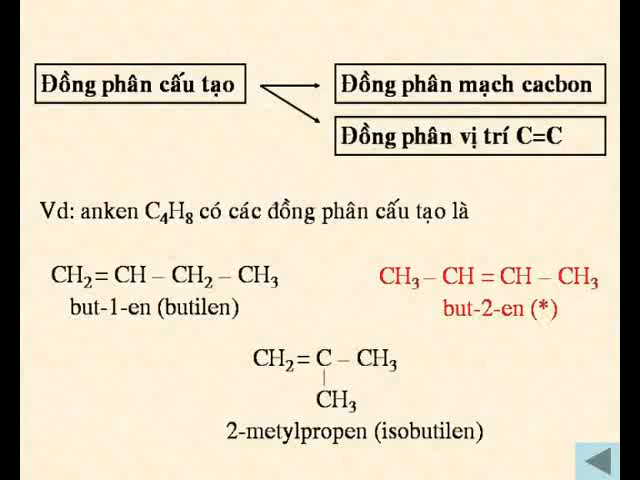 Đồng phân cấu tạo
Đồng phân mạch cacbon
Đồng phân vị trí C=C
Vd: anken C₄H₈ có các đồng phân cấu tạo là
CH₂ = CH – CH₂ – CH₃
but-1-en (butilen)
CH₃ – CH = CH – CH₃
but-2-en (*)
CH₂ = C – CH₃
|
CH₃
2-metylpropen (isobutilen)